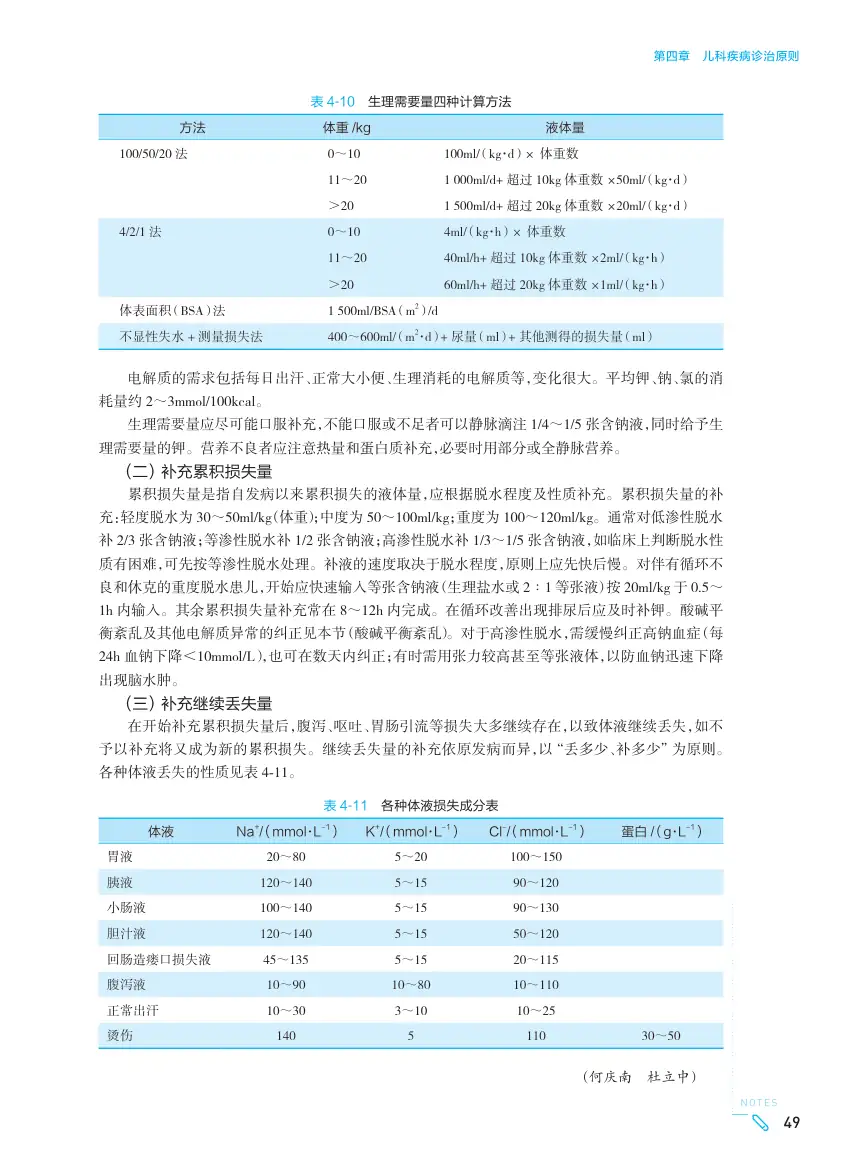 第四章　儿科疾病诊治原则
表 4-10　生理需要量四种计算方法
方法　体重 /kg　液体量
100/50/20 法　0～10　100ml/（kg·d）× 体重数
11～20　1 000ml/d+ 超过 10kg 体重数 ×50ml/（kg·d）
＞20　1 500ml/d+ 超过 20kg 体重数 ×20ml/（kg·d）
4/2/1 法　0～10　4ml/（kg·h）× 体重数
11～20　40ml/h+ 超过 10kg 体重数 ×2ml/（kg·h）
＞20　60ml/h+ 超过 20kg 体重数 ×1ml/（kg·h）
体表面积（BSA）法　1 500ml/BSA（m²）/d
不显性失水 + 测量损失法　400～600ml/（m²·d）+ 尿量（ml）+ 其他测得的损失量（ml）
电解质的需求包括每日出汗、正常大小便、生理消耗的电解质等，变化很大。平均钾、钠、氯的消
耗量约 2～3mmol/100kcal。
生理需要量应尽可能口服补充，不能口服或不足者可以静脉滴注 1/4～1/5 张含钠液，同时给予生
理需要量的钾。营养不良者应注意热量和蛋白质补充，必要时用部分或全静脉营养。
（二）补充累积损失量
累积损失量是指自发病以来累积损失的液体量，应根据脱水程度及性质补充。累积损失量的补
充：轻度脱水为 30～50ml/kg（体重）；中度为 50～100ml/kg；重度为 100～120ml/kg。通常对低渗性脱水
补 2/3 张含钠液；等渗性脱水补 1/2 张含钠液；高渗性脱水补 1/3～1/5 张含钠液，如临床上判断脱水性
质有困难，可先按等渗性脱水处理。补液的速度取决于脱水程度，原则上应先快后慢。对伴有循环不
良和休克的重度脱水患儿，开始应快速输入等张含钠液（生理盐水或 2∶1 等张液）按 20ml/kg 于 0.5～
1h 内输入。其余累积损失量补充常在 8～12h 内完成。在循环改善出现排尿后应及时补钾。酸碱平
衡紊乱及其他电解质异常的纠正见本节（酸碱平衡紊乱）。对于高渗性脱水，需缓慢纠正高钠血症（每
24h 血钠下降＜10mmol/L），也可在数天内纠正；有时需用张力较高甚至等张液体，以防血钠迅速下降
出现脑水肿。
（三）补充继续丢失量
在开始补充累积损失量后，腹泻、呕吐、胃肠引流等损失大多继续存在，以致体液继续丢失，如不
予以补充将又成为新的累积损失。继续丢失量的补充依原发病而异，以“丢多少、补多少”为原则。
各种体液丢失的性质见表 4-11。
表 4-11　各种体液损失成分表
体液　Na⁺/（mmol·L⁻¹）　K⁺/（mmol·L⁻¹）　Cl⁻/（mmol·L⁻¹）　蛋白 /（g·L⁻¹）
胃液　20～80　5～20　100～150
胰液　120～140　5～15　90～120
小肠液　100～140　5～15　90～130
胆汁液　120～140　5～15　50～120
回肠造瘘口损失液　45～135　5～15　20～115
腹泻液　10～90　10～80　10～110
正常出汗　10～30　3～10　10～25
烫伤　140　5　110　30～50
（何庆南　杜立中）
NOTES
49